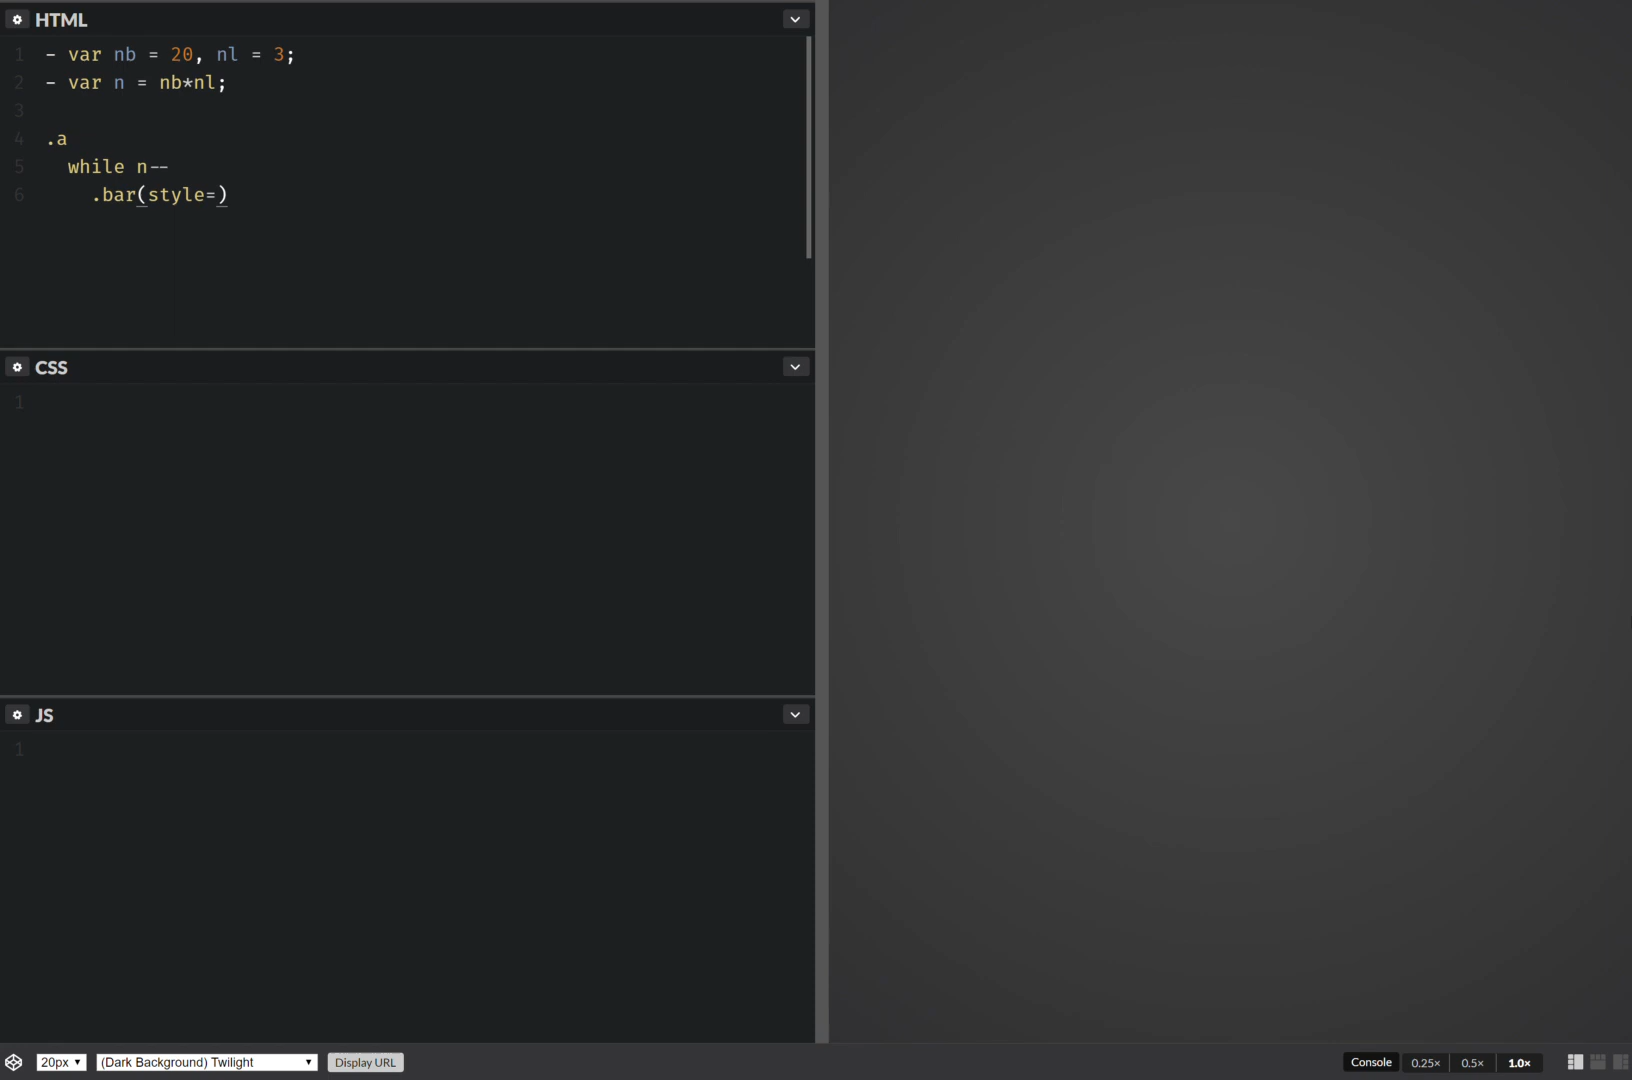 HTML
1 - var nb = 20, nl = 3;
2 - var n = nb*nl;
3
4 .a
5 while n--
6 .bar(style=)
CSS
1
JS
1
20px ▼ (Dark Background) Twilight ▼ Display URL Console 0.25× 0.5× 1.0×